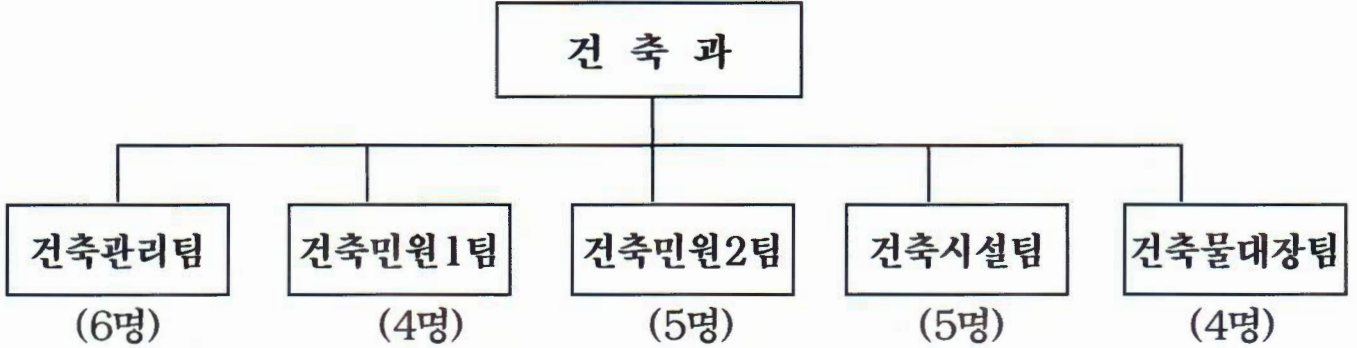 건 축 과
건축관리팀 건축민원1팀 건축민원2팀 건축시설팀 건축물대장팀
(6명) (4명) (5명) (5명) (4명)